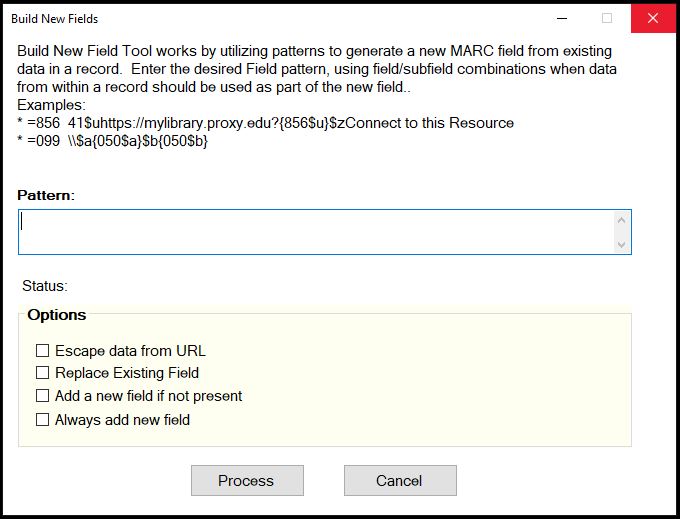 Build New Fields
Build New Field Tool works by utilizing patterns to generate a new MARC field from existing
data in a record.  Enter the desired Field pattern, using field/subfield combinations when data
from within a record should be used as part of the new field..
Examples:
* =856  41$uhttps://mylibrary.proxy.edu?{856$u}$zConnect to this Resource
* =099  \\$a{050$a}$b{050$b}
Pattern:
Status:
Options
Escape data from URL
Replace Existing Field
Add a new field if not present
Always add new field
Process Cancel